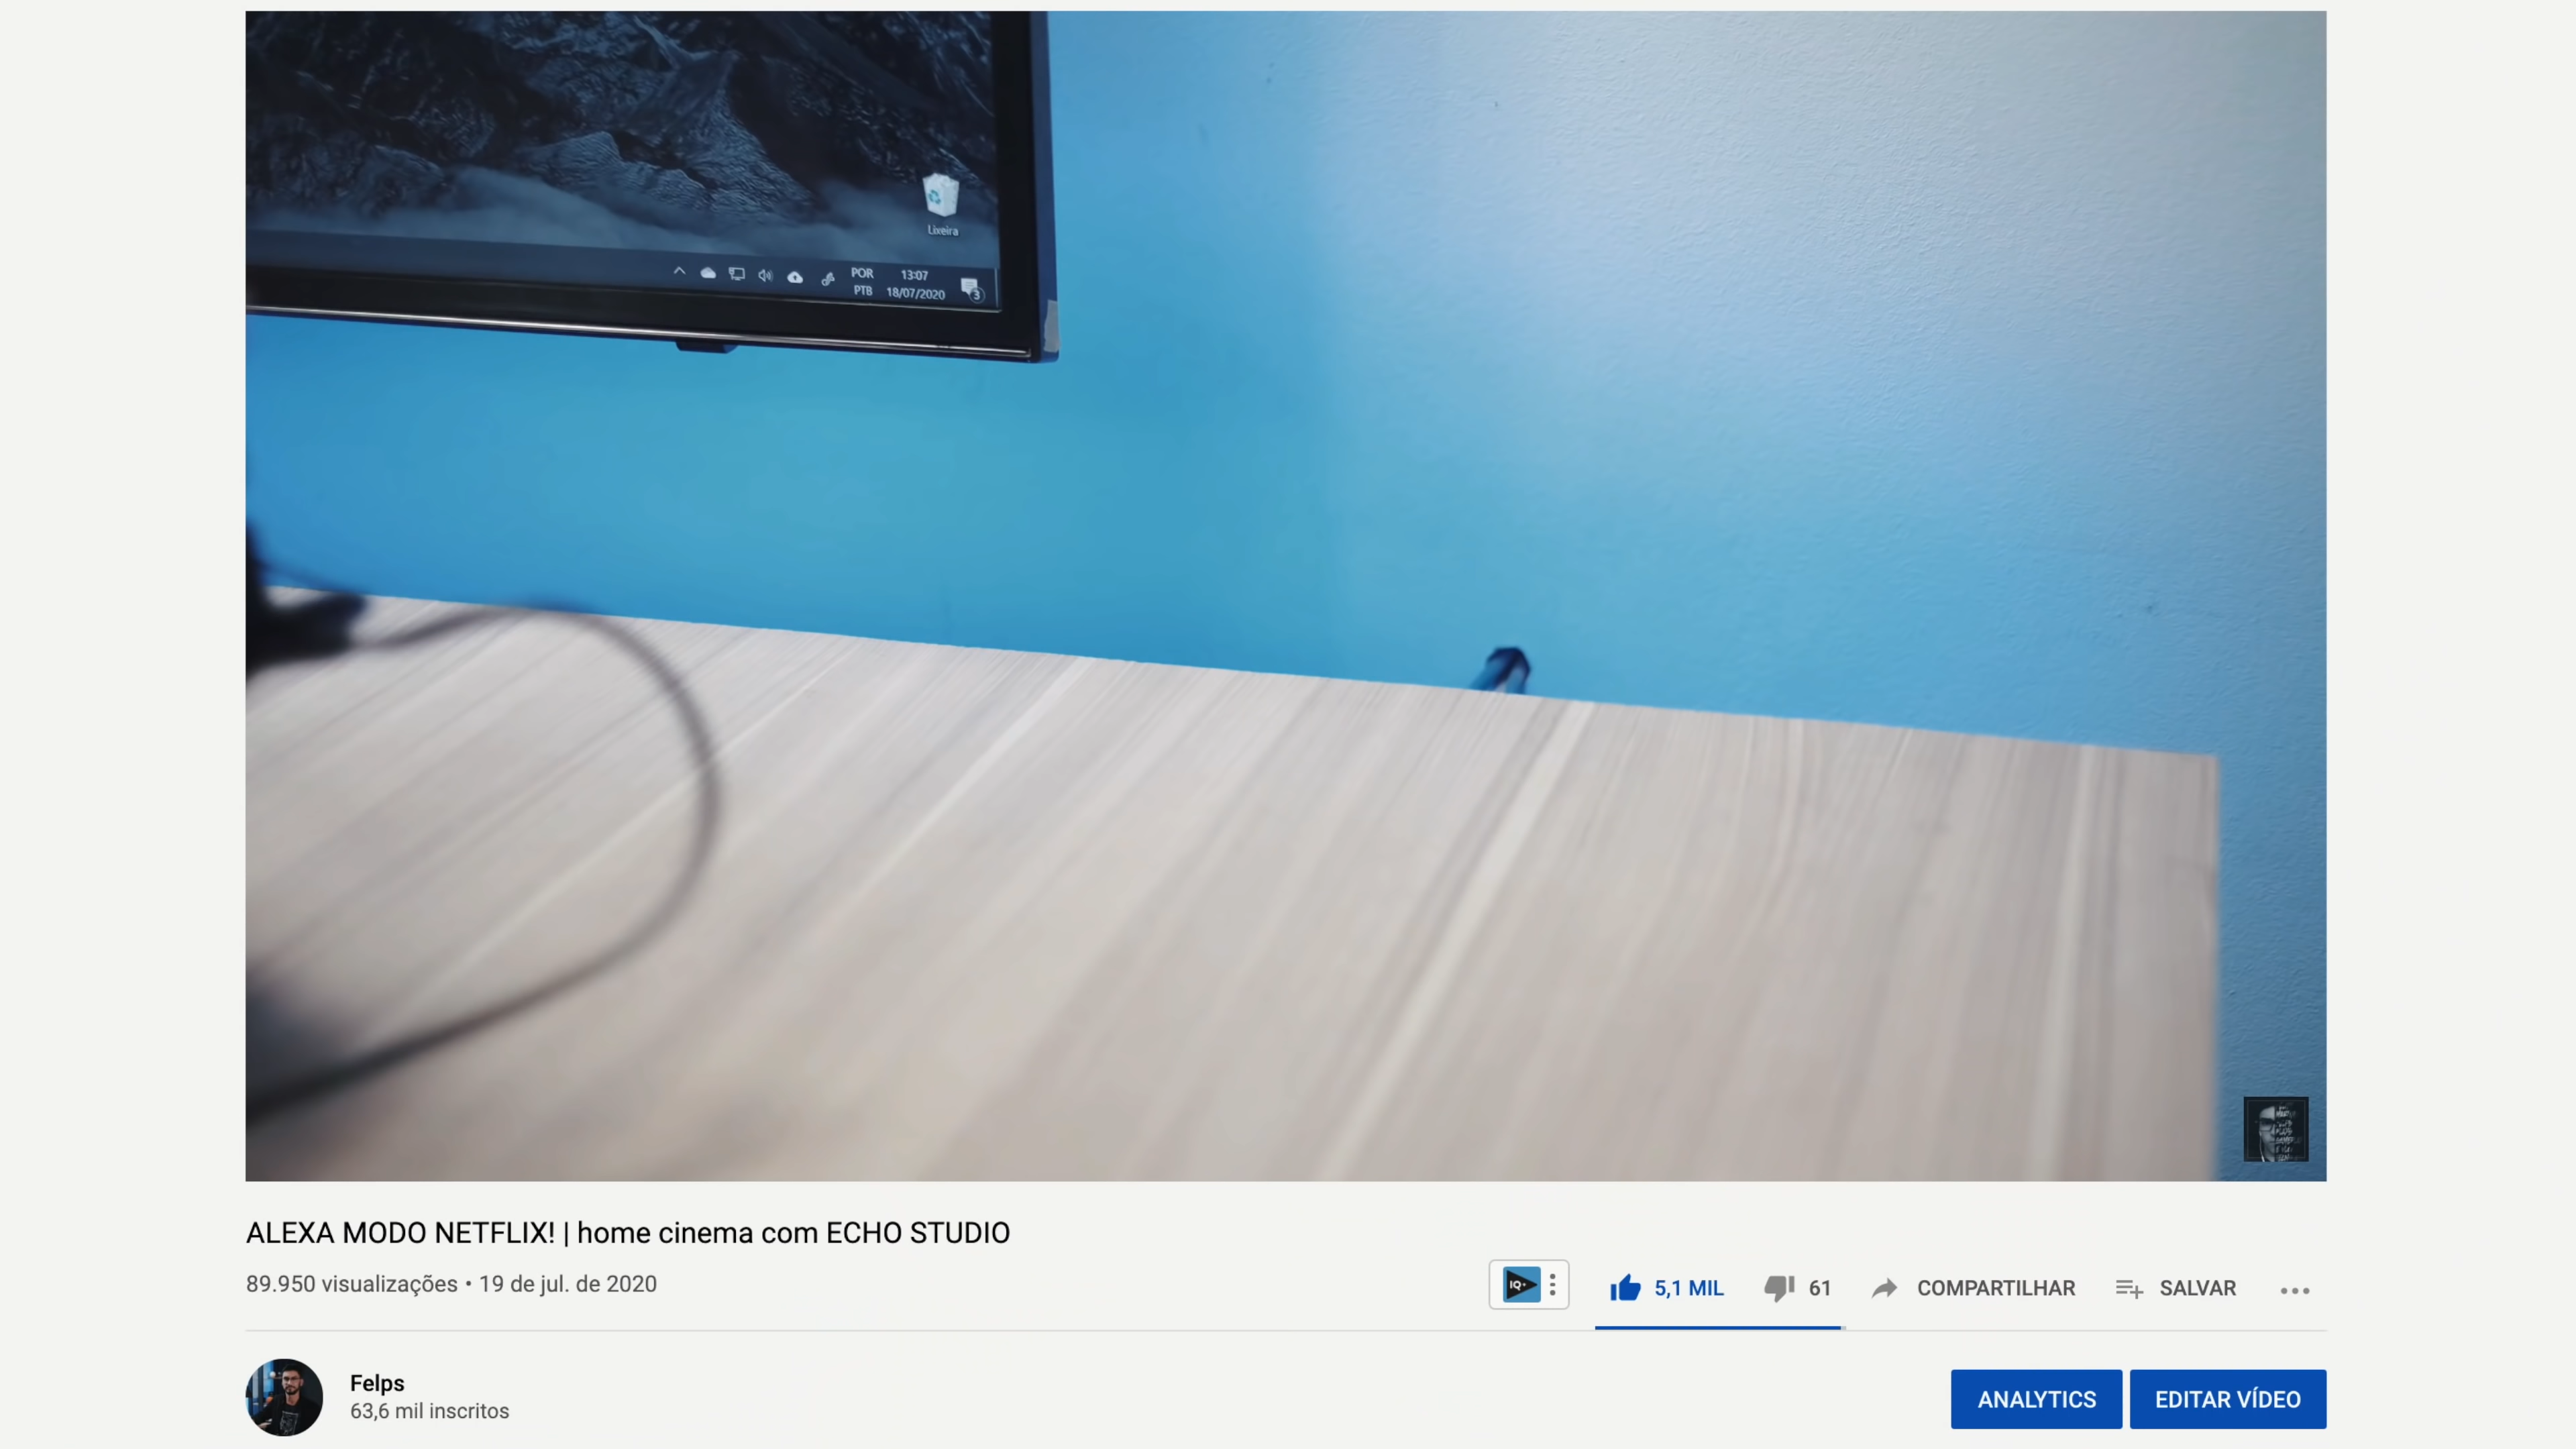 Lixeira
POR 13:07
PTB 18/07/2020
3
ALEXA MODO NETFLIX! | home cinema com ECHO STUDIO
89.950 visualizações • 19 de jul. de 2020
IQ+ 5,1 MIL 61 COMPARTILHAR SALVAR
Felps
63,6 mil inscritos
ANALYTICS EDITAR VÍDEO